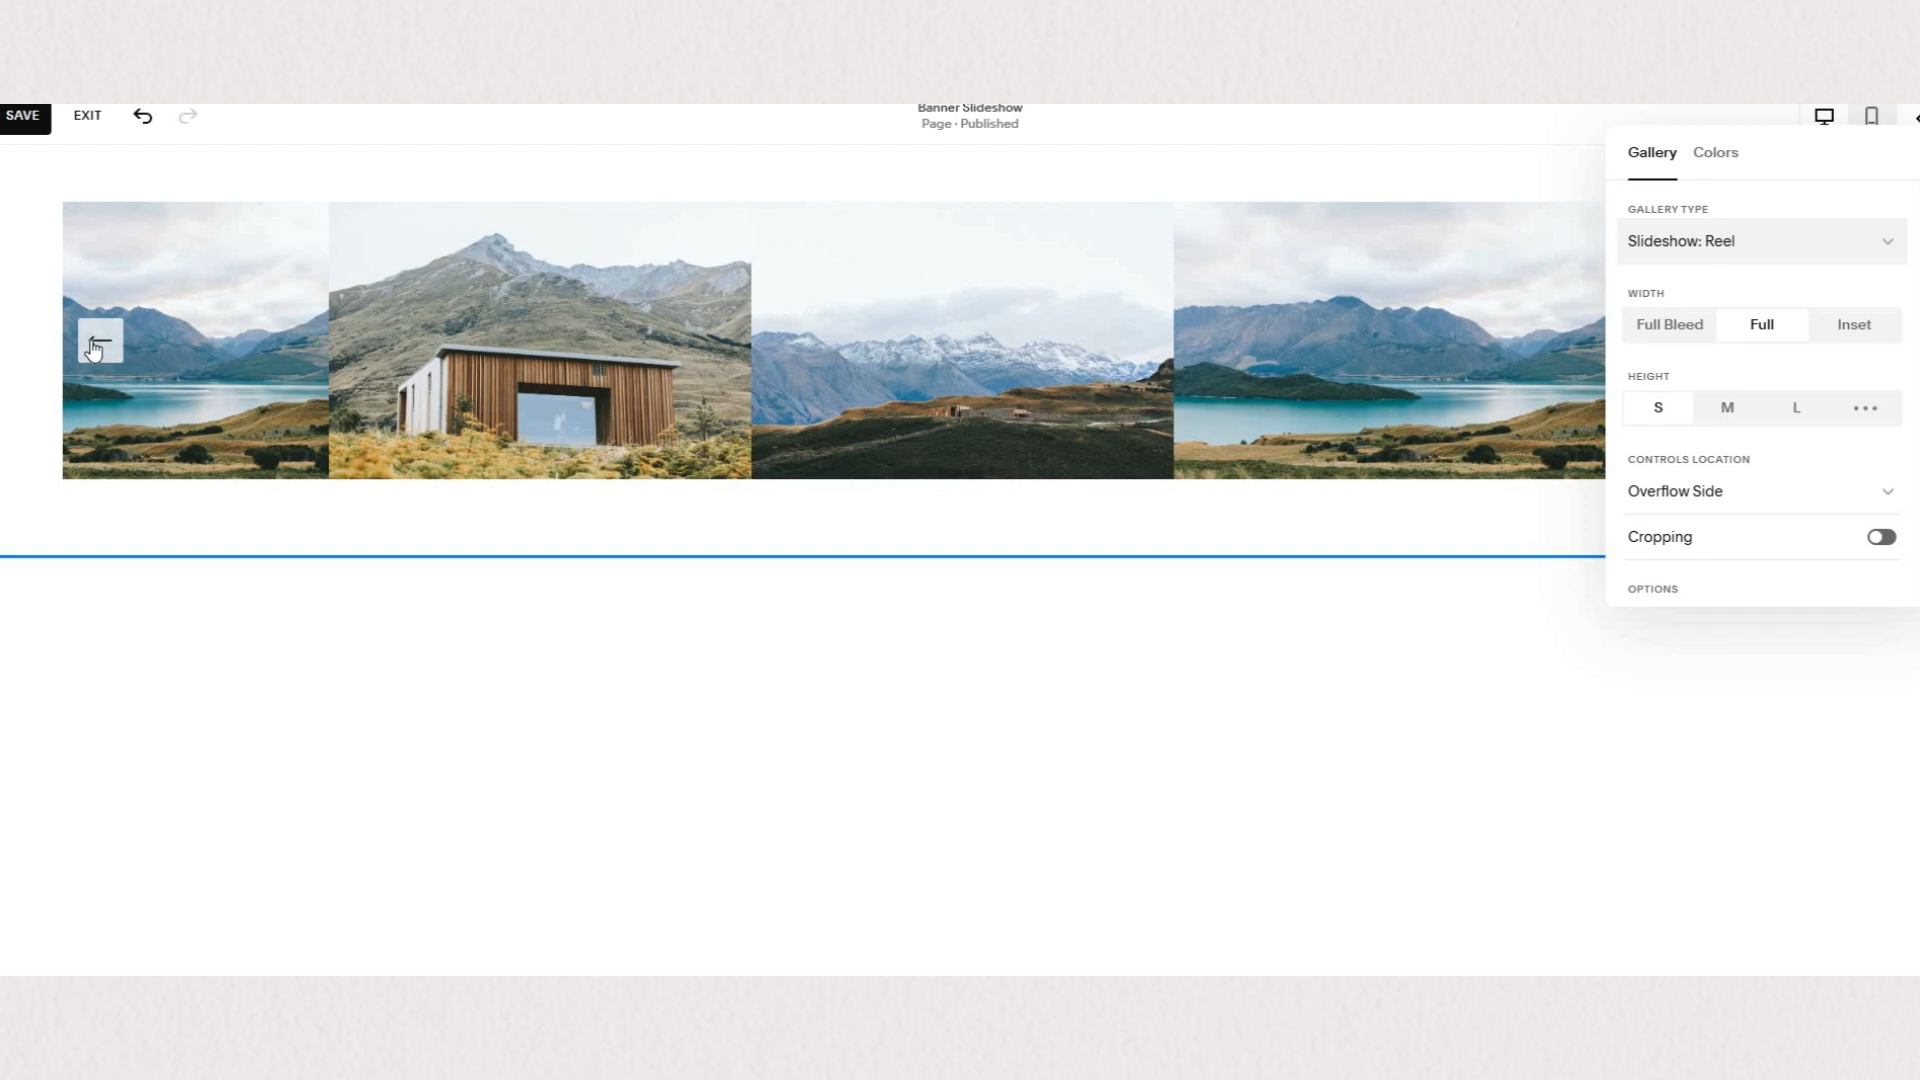 SAVE
EXIT
Banner Slideshow
Page · Published
Gallery
Colors
GALLERY TYPE
Slideshow: Reel
WIDTH
Full Bleed
Full
Inset
HEIGHT
S
M
L
CONTROLS LOCATION
Overflow Side
Cropping
OPTIONS